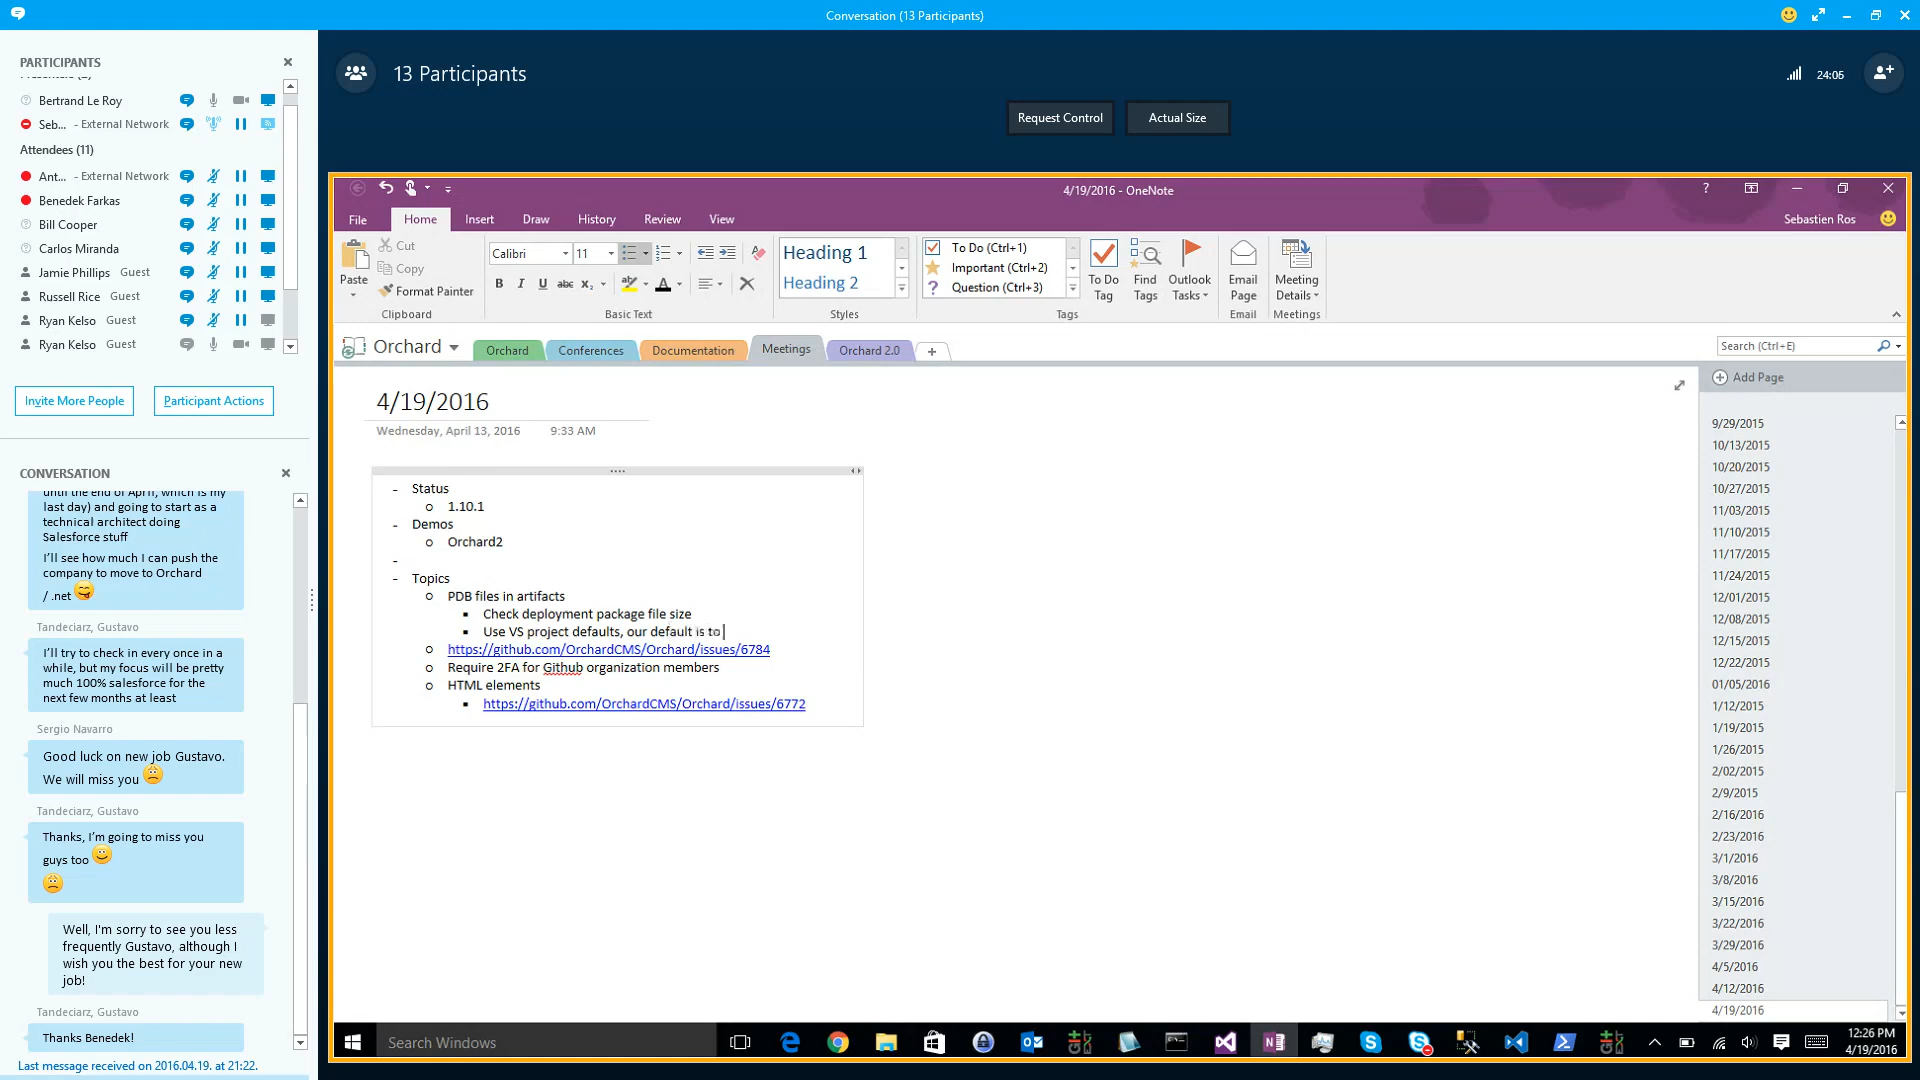 Conversation (13 Participants)
PARTICIPANTS
Bertrand Le Roy
Seb... - External Network
Attendees (11)
Ant... - External Network
Benedek Farkas
Bill Cooper
Carlos Miranda
Jamie Phillips Guest
Russell Rice Guest
Ryan Kelso Guest
Ryan Kelso Guest
Invite More People
Participant Actions
CONVERSATION
until the end of April, which is my
last day) and going to start as a
technical architect doing
Salesforce stuff
I'll see how much I can push the
company to move to Orchard
/ .net
Tandeciarz, Gustavo
I'll try to check in every once in a
while, but my focus will be pretty
much 100% salesforce for the
next few months at least
Sergio Navarro
Good luck on new job Gustavo.
We will miss you
Tandeciarz, Gustavo
Thanks, I'm going to miss you
guys too
Well, I'm sorry to see you less
frequently Gustavo, although I
wish you the best for your new
job!
Tandeciarz, Gustavo
Thanks Benedek!
Last message received on 2016.04.19. at 21:22.
13 Participants
24:05
Request Control
Actual Size
4/19/2016 - OneNote
?
File
Home
Insert
Draw
History
Review
View
Sebastien Ros
Paste
Cut
Copy
Format Painter
Clipboard
Calibri
11
B I U abc X₂
A
Basic Text
Heading 1
Heading 2
Styles
To Do (Ctrl+1)
Important (Ctrl+2)
? Question (Ctrl+3)
Tags
To Do
Tag
Find
Tags
Outlook
Tasks
Email
Page
Email
Meeting
Details
Meetings
Orchard
Orchard
Conferences
Documentation
Meetings
Orchard 2.0
+
Search (Ctrl+E)
Add Page
4/19/2016
Wednesday, April 13, 2016 9:33 AM
- Status
o 1.10.1
- Demos
o Orchard2
-
- Topics
o PDB files in artifacts
▪ Check deployment package file size
▪ Use VS project defaults, our default is to
o https://github.com/OrchardCMS/Orchard/issues/6784
o Require 2FA for Github organization members
o HTML elements
▪ https://github.com/OrchardCMS/Orchard/issues/6772
9/29/2015
10/13/2015
10/20/2015
10/27/2015
11/03/2015
11/10/2015
11/17/2015
11/24/2015
12/01/2015
12/08/2015
12/15/2015
12/22/2015
01/05/2016
1/12/2015
1/19/2015
1/26/2015
2/02/2015
2/9/2015
2/16/2016
2/23/2016
3/1/2016
3/8/2016
3/15/2016
3/22/2016
3/29/2016
4/5/2016
4/12/2016
4/19/2016
Search Windows
12:26 PM
4/19/2016